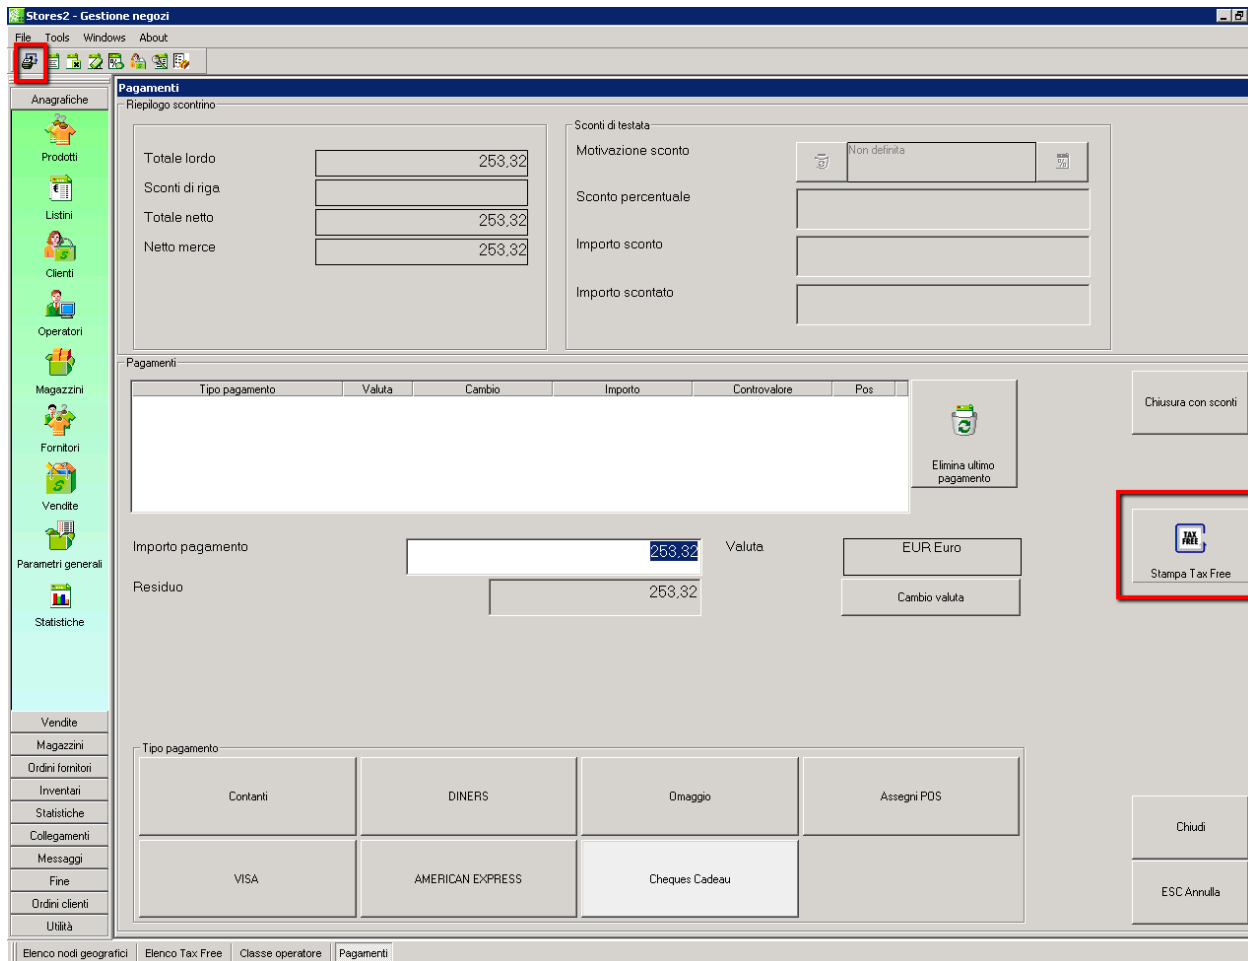 Stores2 - Gestione negozi
File Tools Windows About
Anagrafiche
Prodotti
Listini
Clienti
Operatori
Magazzini
Fornitori
Vendite
Parametri generali
Statistiche
Vendite
Magazzini
Ordini fornitori
Inventari
Statistiche
Collegamenti
Messaggi
Fine
Ordini clienti
Utilità
Pagamenti
Riepilogo scontrino
Totale lordo 253,32
Sconti di riga
Totale netto 253,32
Netto merce 253,32
Sconti di testata
Motivazione sconto Non definita
Sconto percentuale
Importo sconto
Importo scontato
Pagamenti
Tipo pagamento Valuta Cambio Importo Controvalore Pos
Elimina ultimo
pagamento
Chiusura con sconti
Importo pagamento 253,32 Valuta EUR Euro
Residuo 253,32 Cambio valuta
TAX
FREE
Stampa Tax Free
Tipo pagamento
Contanti DINERS Omaggio Assegni POS
VISA AMERICAN EXPRESS Cheques Cadeau
Chiudi
ESC Annulla
Elenco nodi geografici Elenco Tax Free Classe operatore Pagamenti